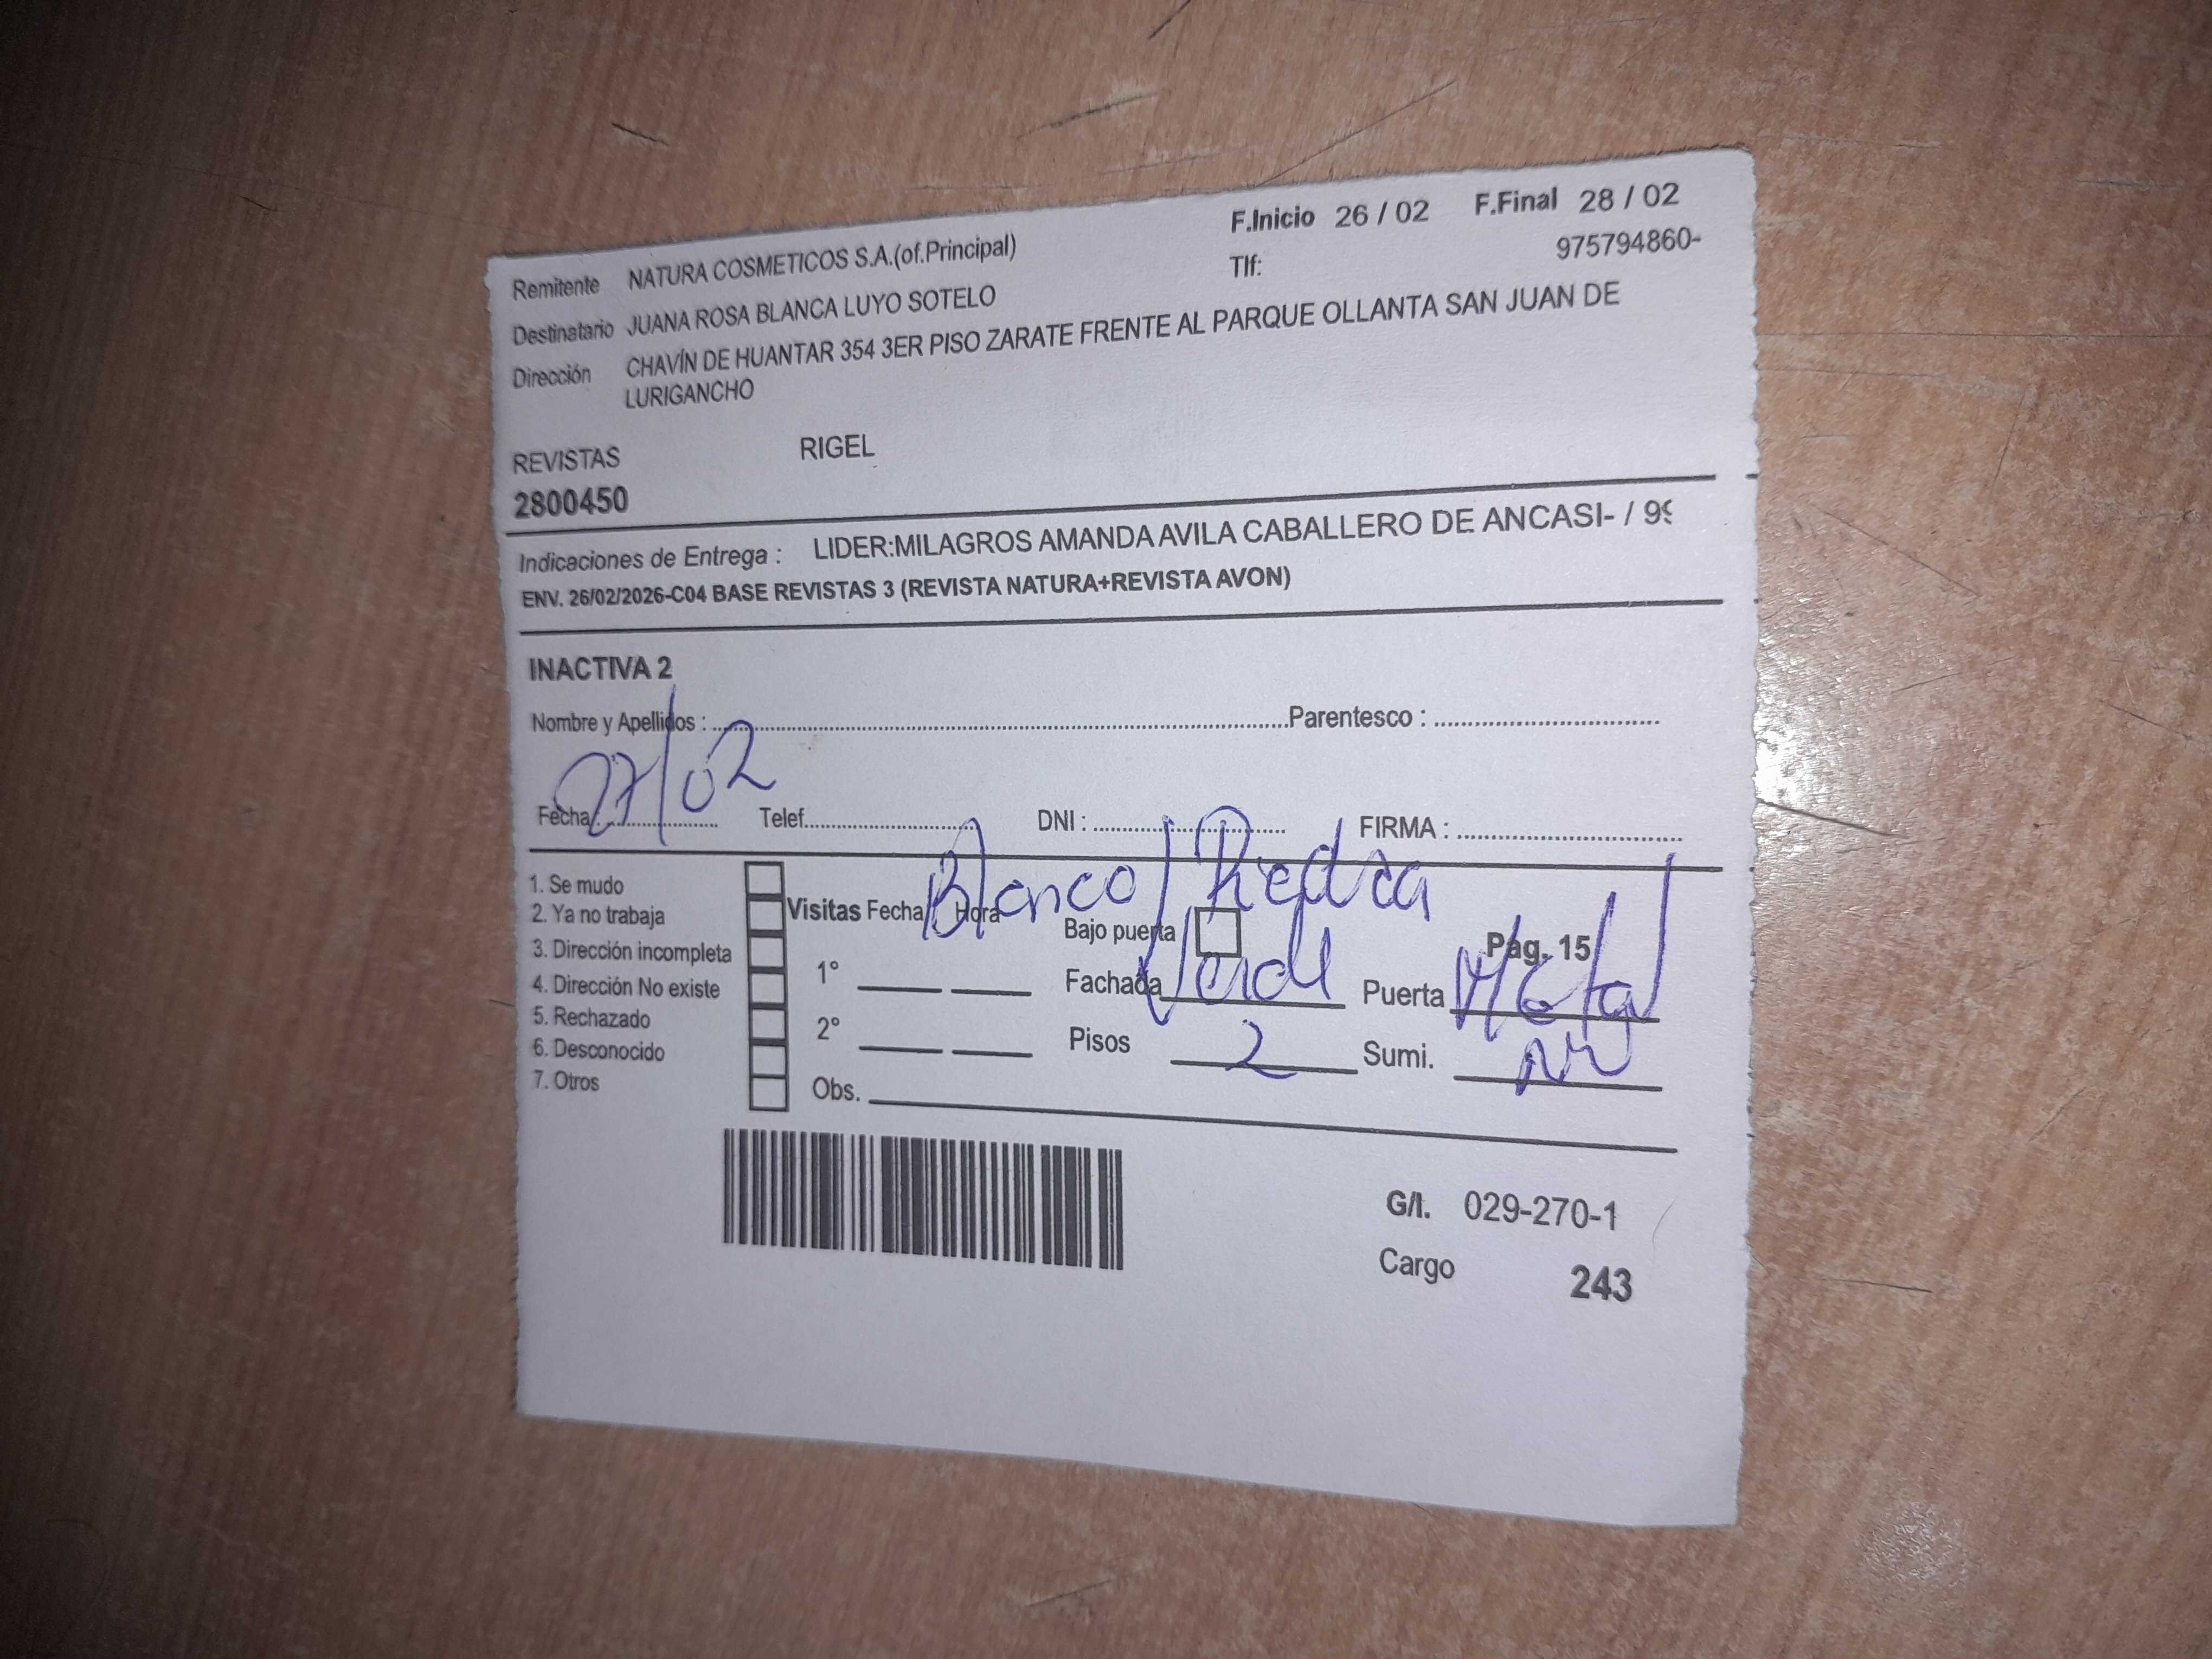 F.Inicio 26 / 02 F.Final 28 / 02
Remitente NATURA COSMETICOS S.A.(of.Principal) Tlf: 975794860-
Destinatario JUANA ROSA BLANCA LUYO SOTELO
Dirección CHAVÍN DE HUANTAR 354 3ER PISO ZARATE FRENTE AL PARQUE OLLANTA SAN JUAN DE
LURIGANCHO
REVISTAS RIGEL
2800450
Indicaciones de Entrega : LIDER:MILAGROS AMANDA AVILA CABALLERO DE ANCASI- / 99
ENV. 26/02/2026-C04 BASE REVISTAS 3 (REVISTA NATURA+REVISTA AVON)
INACTIVA 2
Nombre y Apellidos : Parentesco :
Fecha 27/02 Telef. DNI : FIRMA :
Blanco/Piedra
1. Se mudo
2. Ya no trabaja Visitas Fecha Hora Bajo puerta Pag. 15
3. Dirección incompleta 1° Fachada Verde Puerta Metal
4. Dirección No existe
5. Rechazado 2° Pisos 2 Sumi.
6. Desconocido
7. Otros Obs.
G/I. 029-270-1
Cargo 243